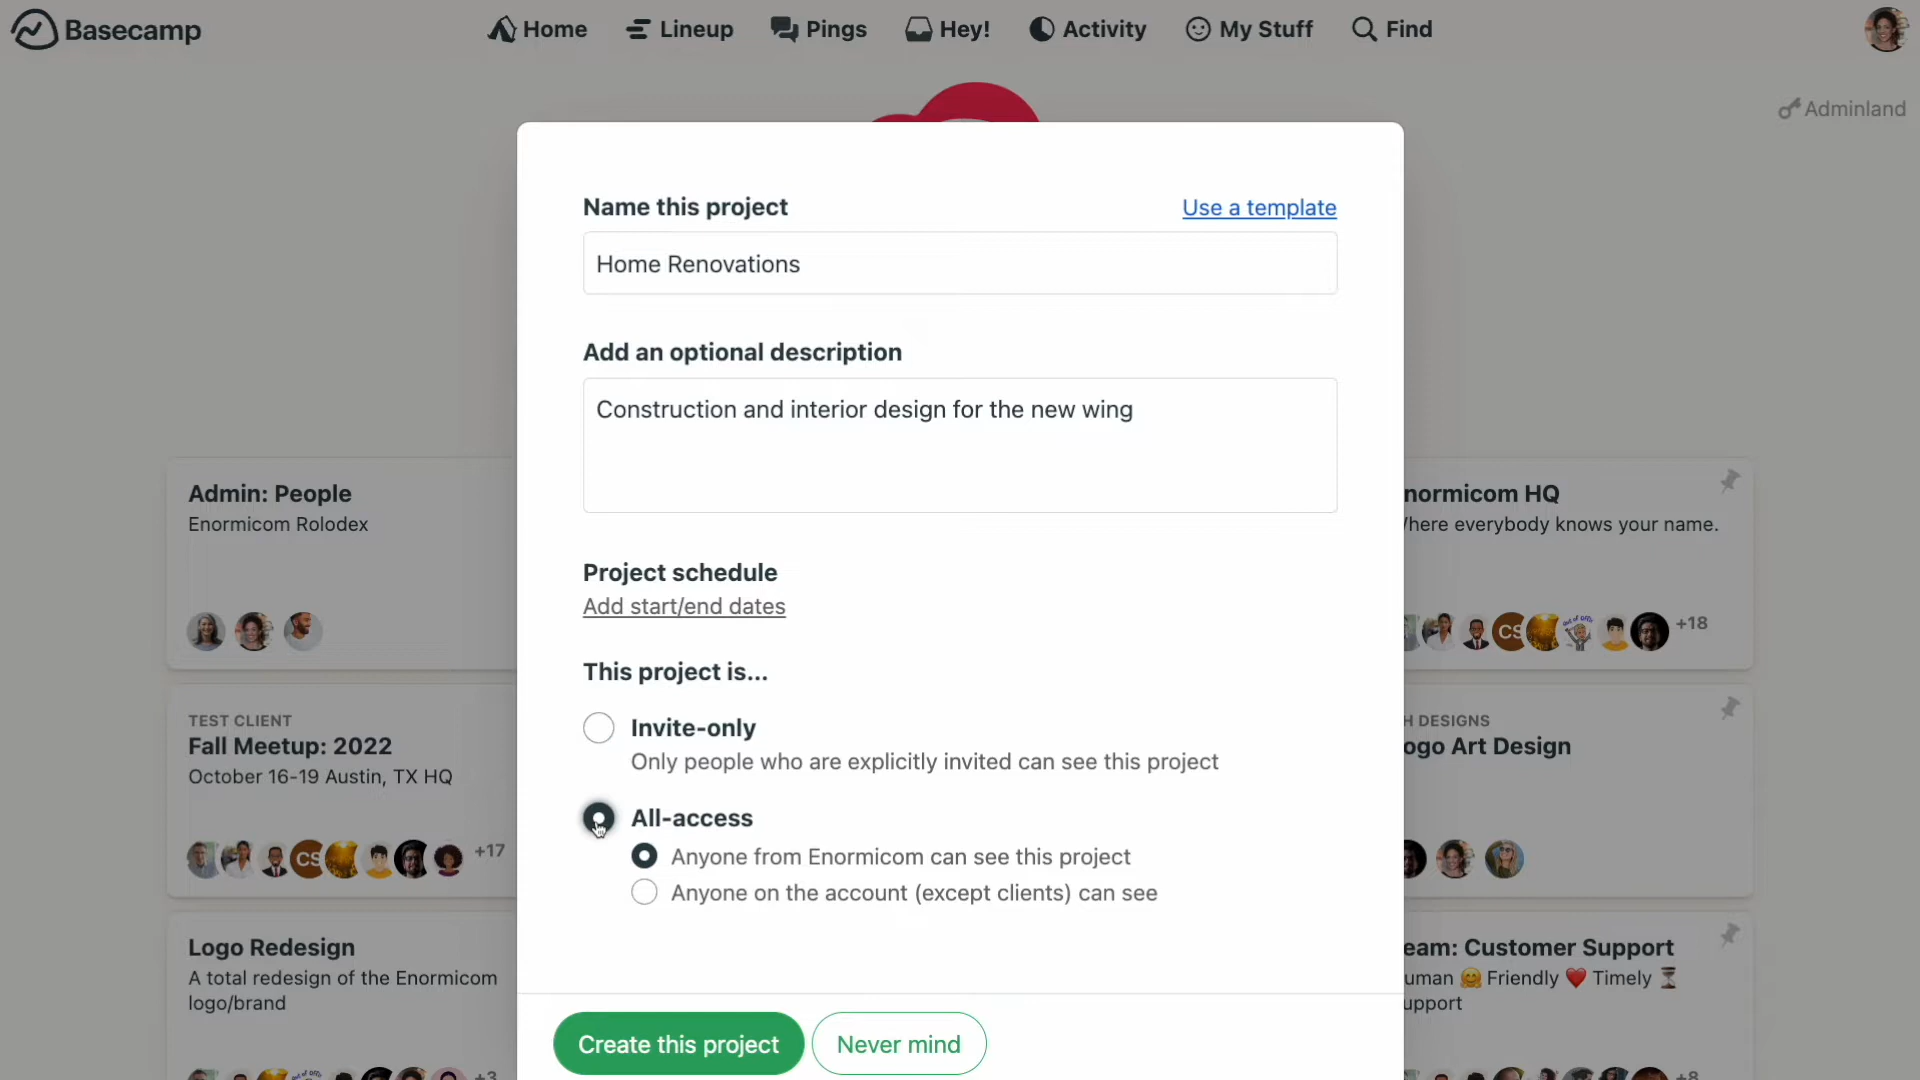 Basecamp
Home
Lineup
Pings
Hey!
Activity
My Stuff
Find
Adminland
Name this project
Use a template
Home Renovations
Add an optional description
Construction and interior design for the new wing
Project schedule
Add start/end dates
This project is...
Invite-only
Only people who are explicitly invited can see this project
All-access
Anyone from Enormicom can see this project
Anyone on the account (except clients) can see
Create this project
Never mind
Admin: People
Enormicom Rolodex
TEST CLIENT
Fall Meetup: 2022
October 16-19 Austin, TX HQ
CS
+17
Logo Redesign
A total redesign of the Enormicom
logo/brand
+3
normicom HQ
here everybody knows your name.
CS
+18
H DESIGNS
ogo Art Design
eam: Customer Support
uman 🤗 Friendly ❤️ Timely ⏳
upport
+8